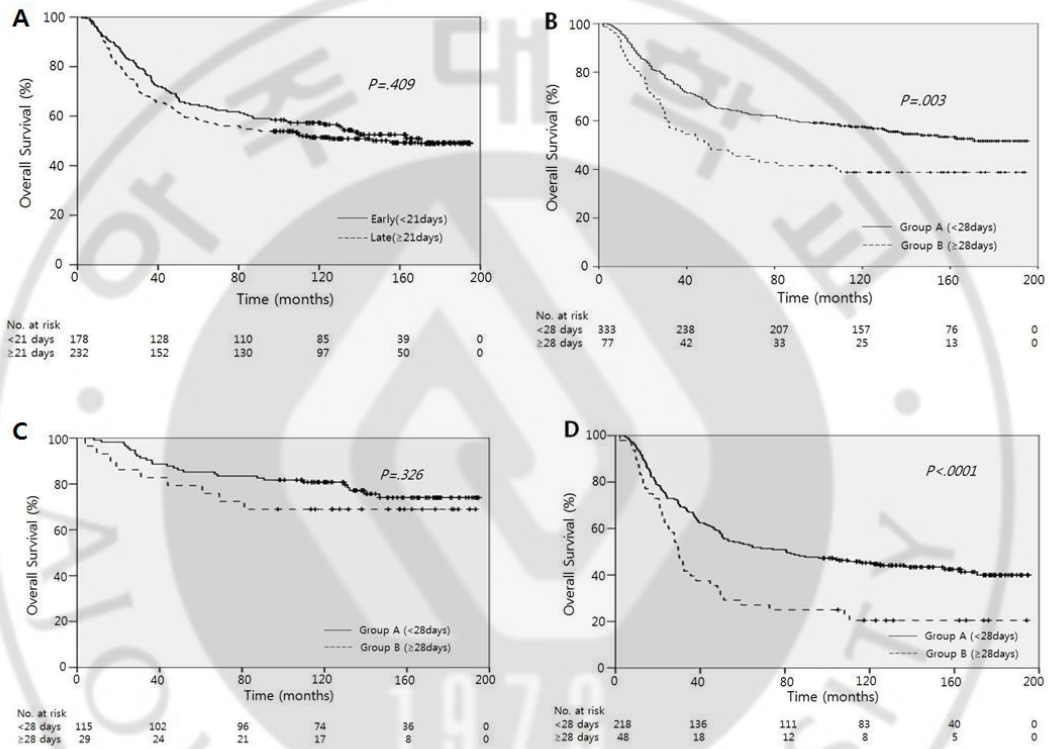 A
100
80
60
40
20
0
Overall Survival (%)
P=.409
Early(<21days)
Late(≥21days)
0 40 80 120 160 200
Time (months)
No. at risk
<21 days 178 128 110 85 39 0
≥21 days 232 152 130 97 50 0
B
100
80
60
40
20
0
Overall Survival (%)
P=.003
Group A (<28days)
Group B (≥28days)
0 40 80 120 160 200
Time (months)
No. at risk
<28 days 333 238 207 157 76 0
≥28 days 77 42 33 25 13 0
C
100
80
60
40
20
0
Overall Survival (%)
P=.326
Group A (<28days)
Group B (≥28days)
0 40 80 120 160 200
Time (months)
No. at risk
<28 days 115 102 96 74 36 0
≥28 days 29 24 21 17 8 0
D
100
80
60
40
20
0
Overall Survival (%)
P<.0001
Group A (<28days)
Group B (≥28days)
0 40 80 120 160 200
Time (months)
No. at risk
<28 days 218 136 111 83 40 0
≥28 days 48 18 12 8 5 0
아주대학교